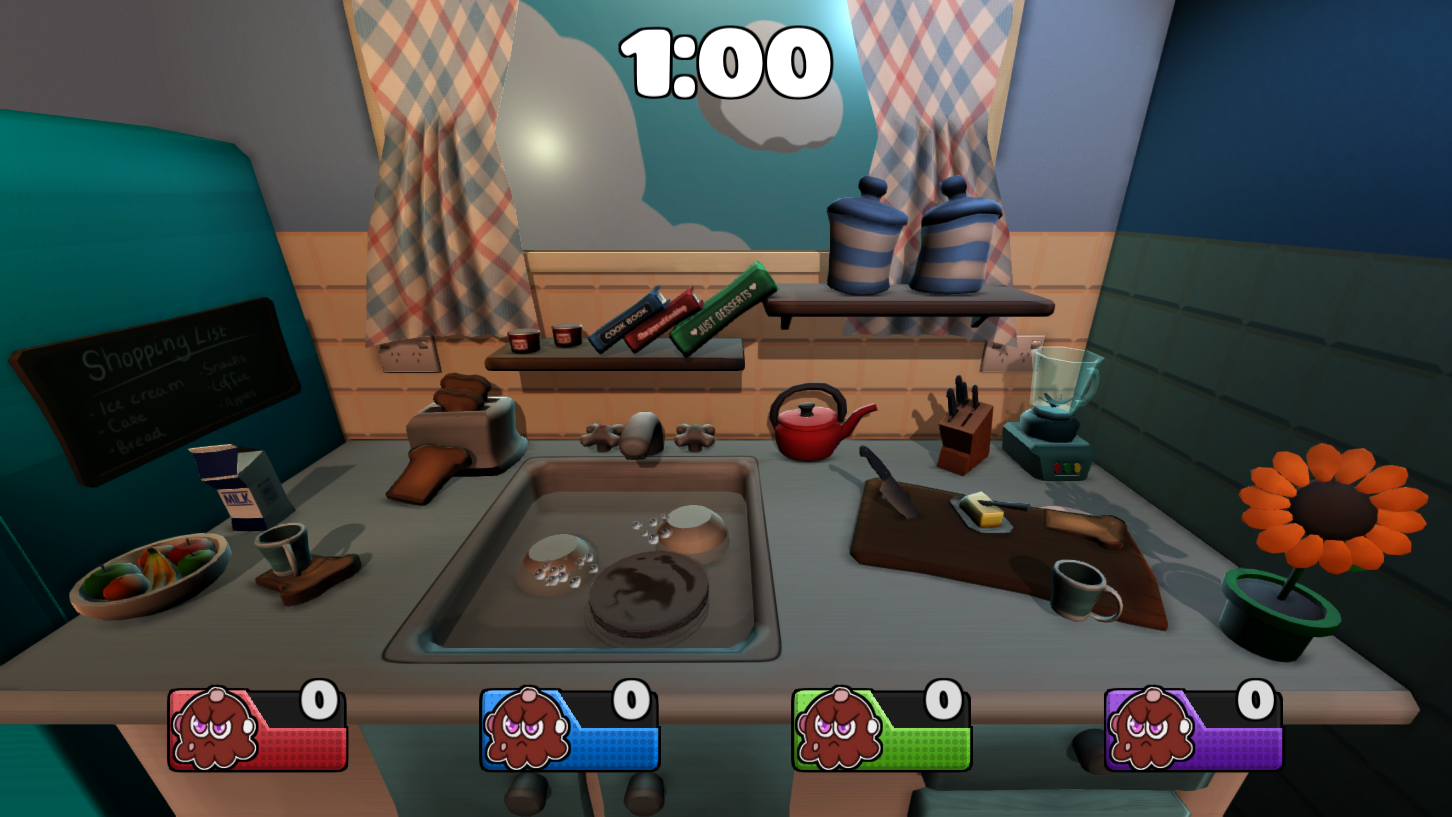 1:00
COOK BOOK
JUST DESSERTS
Shopping List
Snacks
- Ice cream
- Coffee
- Cake
- Apples
- Bread
MILK
0
0
0
0